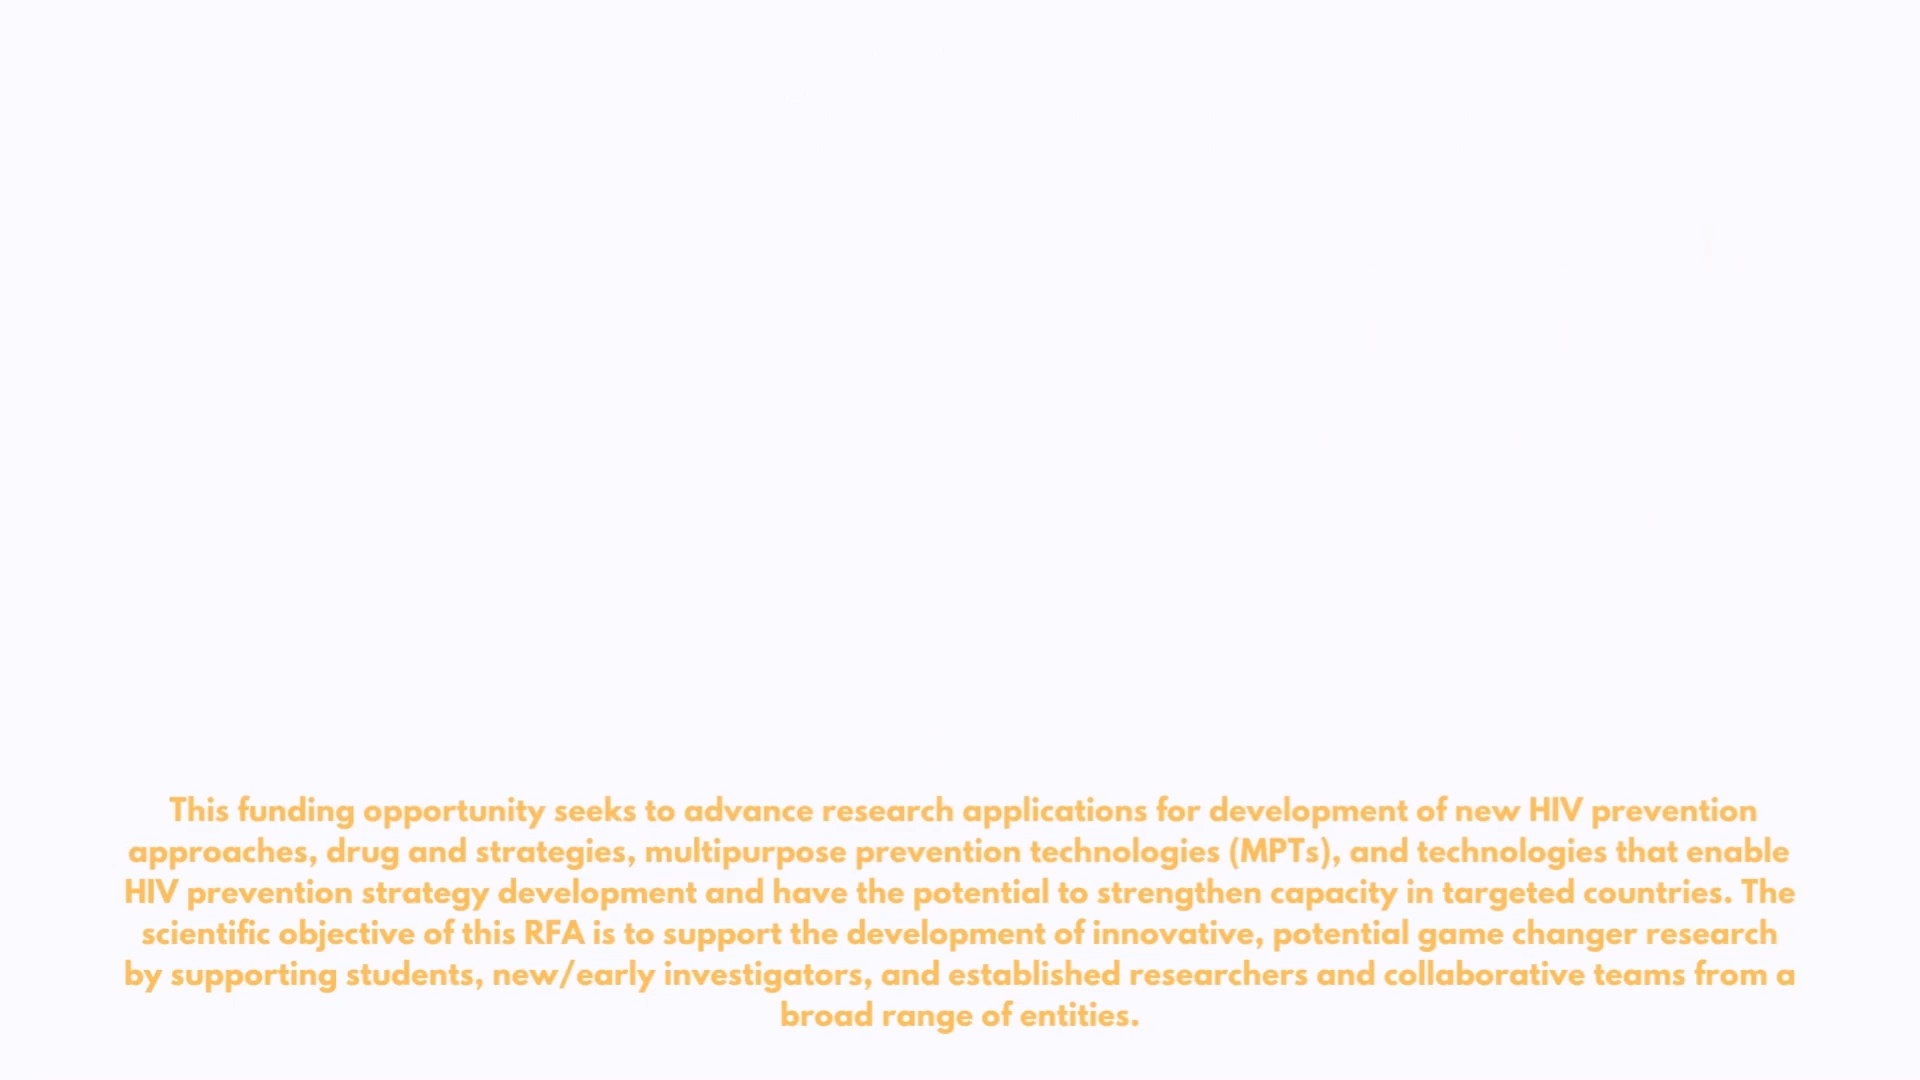 This funding opportunity seeks to advance research applications for development of new HIV prevention
approaches, drug and strategies, multipurpose prevention technologies (MPTs), and technologies that enable
HIV prevention strategy development and have the potential to strengthen capacity in targeted countries. The
scientific objective of this RFA is to support the development of innovative, potential game changer research
by supporting students, new/early investigators, and established researchers and collaborative teams from a
broad range of entities.